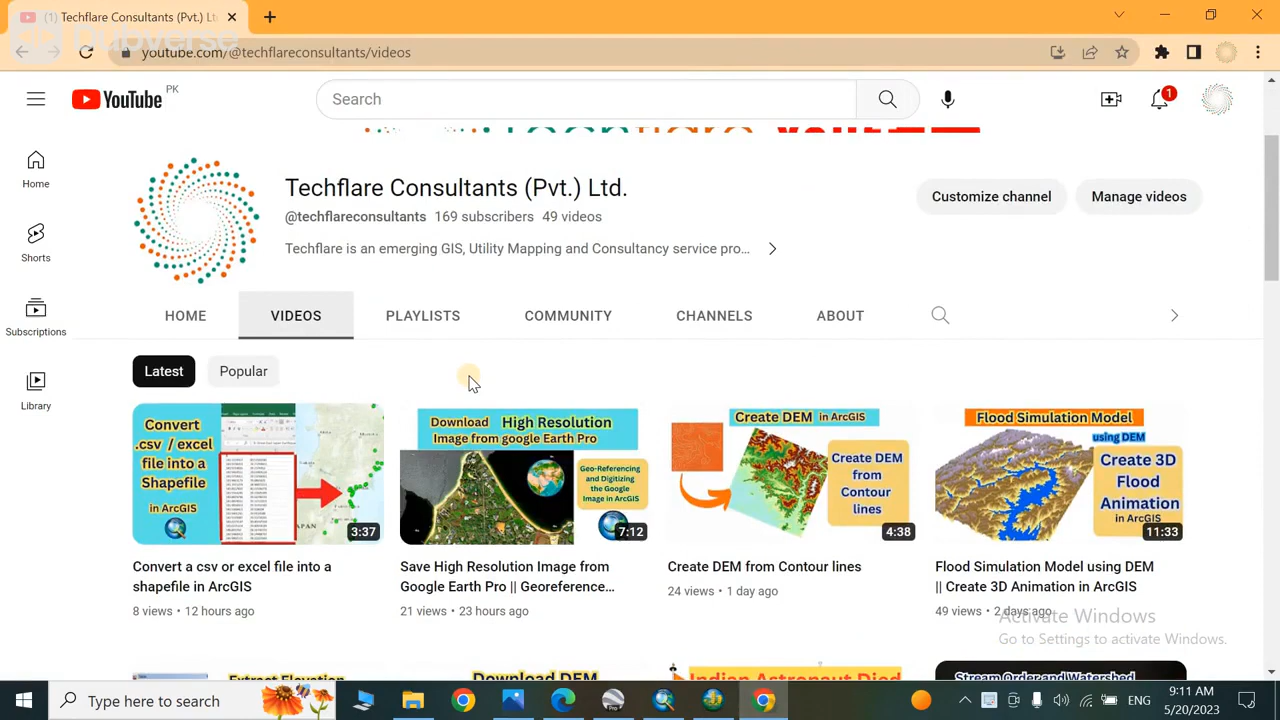 (1) Techflare Consultants (Pvt.) Lt
youtube.com/@techflareconsultants/videos
YouTube PK
Search
1
Home
Shorts
Subscriptions
Library
Techflare Consultants (Pvt.) Ltd.
@techflareconsultants 169 subscribers 49 videos
Techflare is an emerging GIS, Utility Mapping and Consultancy service pro...
Customize channel
Manage videos
HOME
VIDEOS
PLAYLISTS
COMMUNITY
CHANNELS
ABOUT
Latest
Popular
Convert
.csv / excel
file into a
Shapefile
in ArcGIS
3:37
Convert a csv or excel file into a
shapefile in ArcGIS
8 views • 12 hours ago
Download High Resolution
Image from google Earth Pro
Geo-Referencing
and Digitizing
the Google
Image in ArcGIS
7:12
Save High Resolution Image from
Google Earth Pro || Georeference...
21 views • 23 hours ago
Create DEM in ArcGIS
Create DEM
from
Contour
lines
4:38
Create DEM from Contour lines
24 views • 1 day ago
Flood Simulation Model
using DEM
Create 3D
Flood
Animation
in ArcGIS
11:33
Flood Simulation Model using DEM
|| Create 3D Animation in ArcGIS
49 views • 2 days ago
Activate Windows
Go to Settings to activate Windows.
Extract Elevation
Download DEM
Indian Astronaut Died
Stream Order and Watershed
Type here to search
Pro
ENG
9:11 AM
5/20/2023